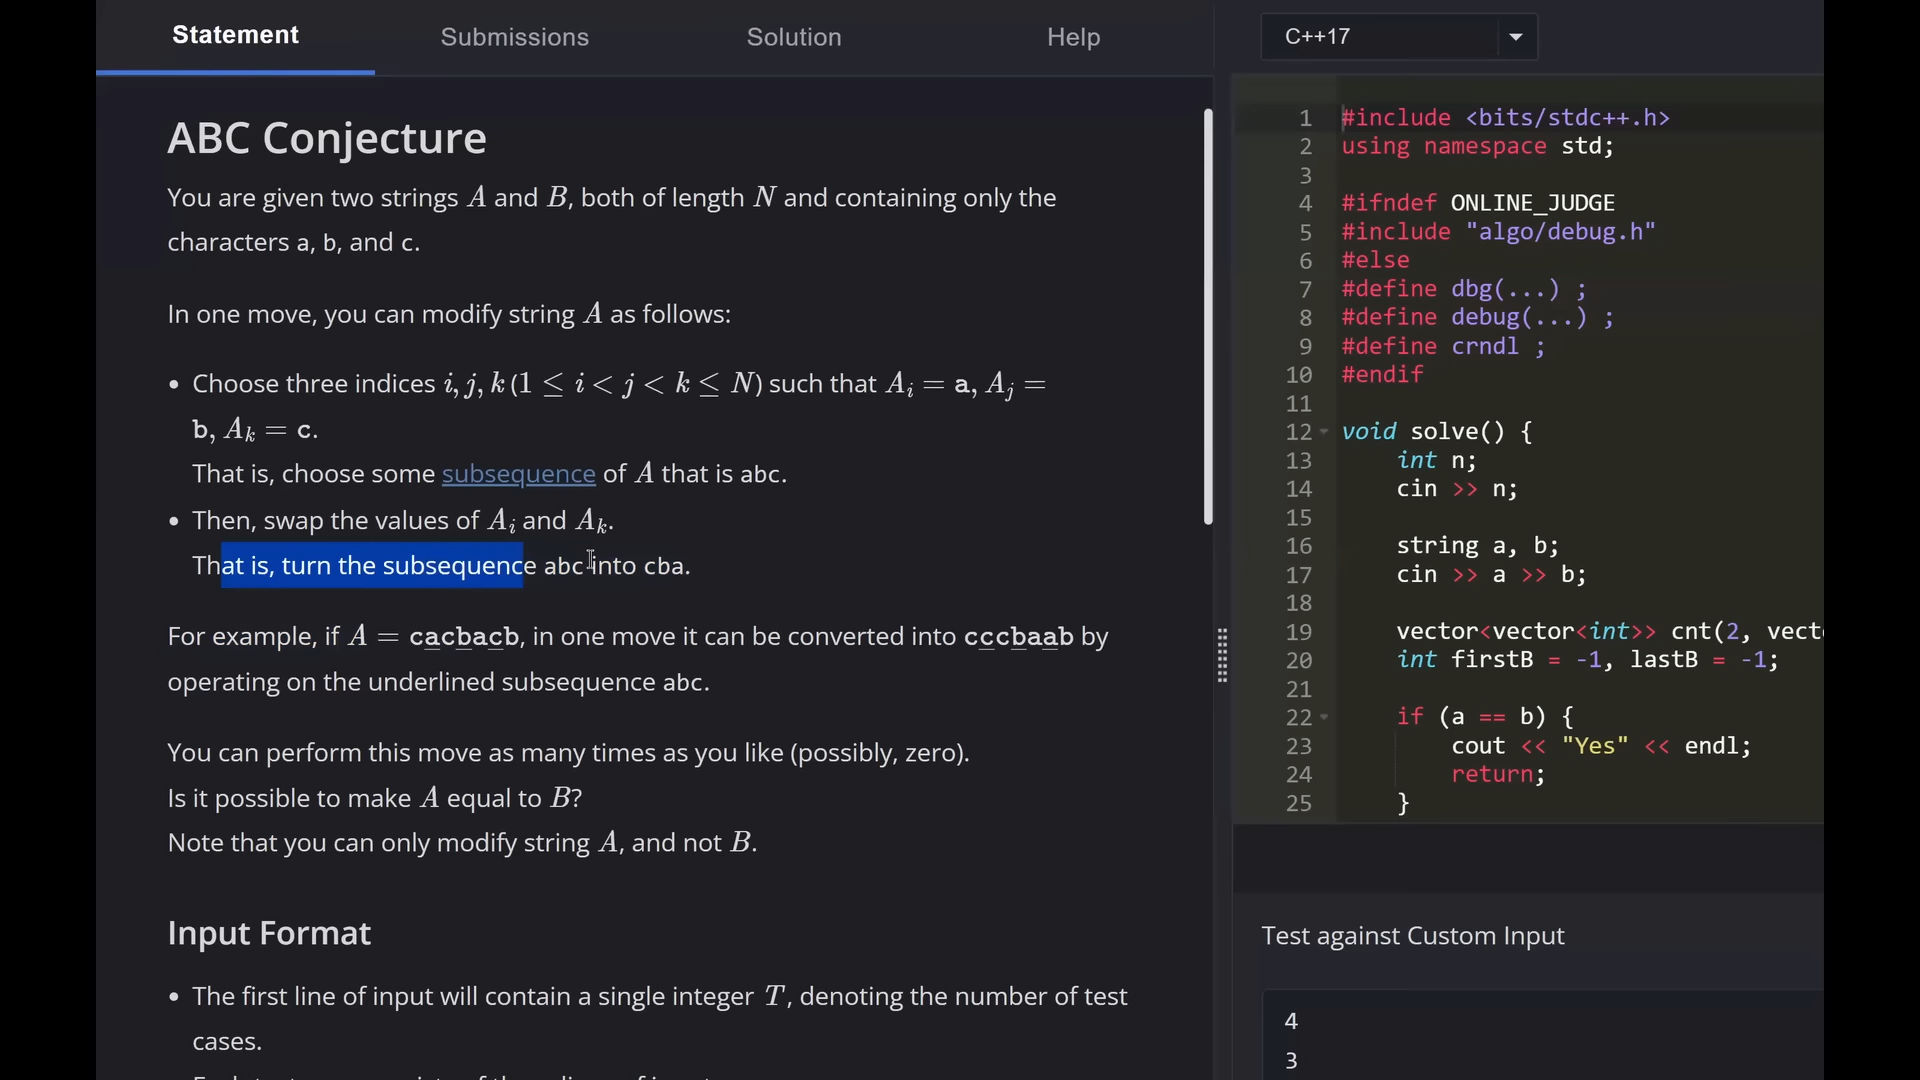 Statement Submissions Solution Help
ABC Conjecture
You are given two strings A and B, both of length N and containing only the
characters a, b, and c.
In one move, you can modify string A as follows:
• Choose three indices i, j, k (1 ≤ i < j < k ≤ N) such that A_i = a, A_j =
b, A_k = c.
That is, choose some subsequence of A that is abc.
• Then, swap the values of A_i and A_k.
That is, turn the subsequence abc into cba.
For example, if A = cacbacb, in one move it can be converted into cccbaab by
operating on the underlined subsequence abc.
You can perform this move as many times as you like (possibly, zero).
Is it possible to make A equal to B?
Note that you can only modify string A, and not B.
Input Format
• The first line of input will contain a single integer T, denoting the number of test
cases.
C++17
1 #include <bits/stdc++.h>
2 using namespace std;
3
4 #ifndef ONLINE_JUDGE
5 #include "algo/debug.h"
6 #else
7 #define dbg(...) ;
8 #define debug(...) ;
9 #define crndl ;
10 #endif
11
12 void solve() {
13 int n;
14 cin >> n;
15
16 string a, b;
17 cin >> a >> b;
18
19 vector<vector<int>> cnt(2, vect
20 int firstB = -1, lastB = -1;
21
22 if (a == b) {
23 cout << "Yes" << endl;
24 return;
25 }
Test against Custom Input
4
3